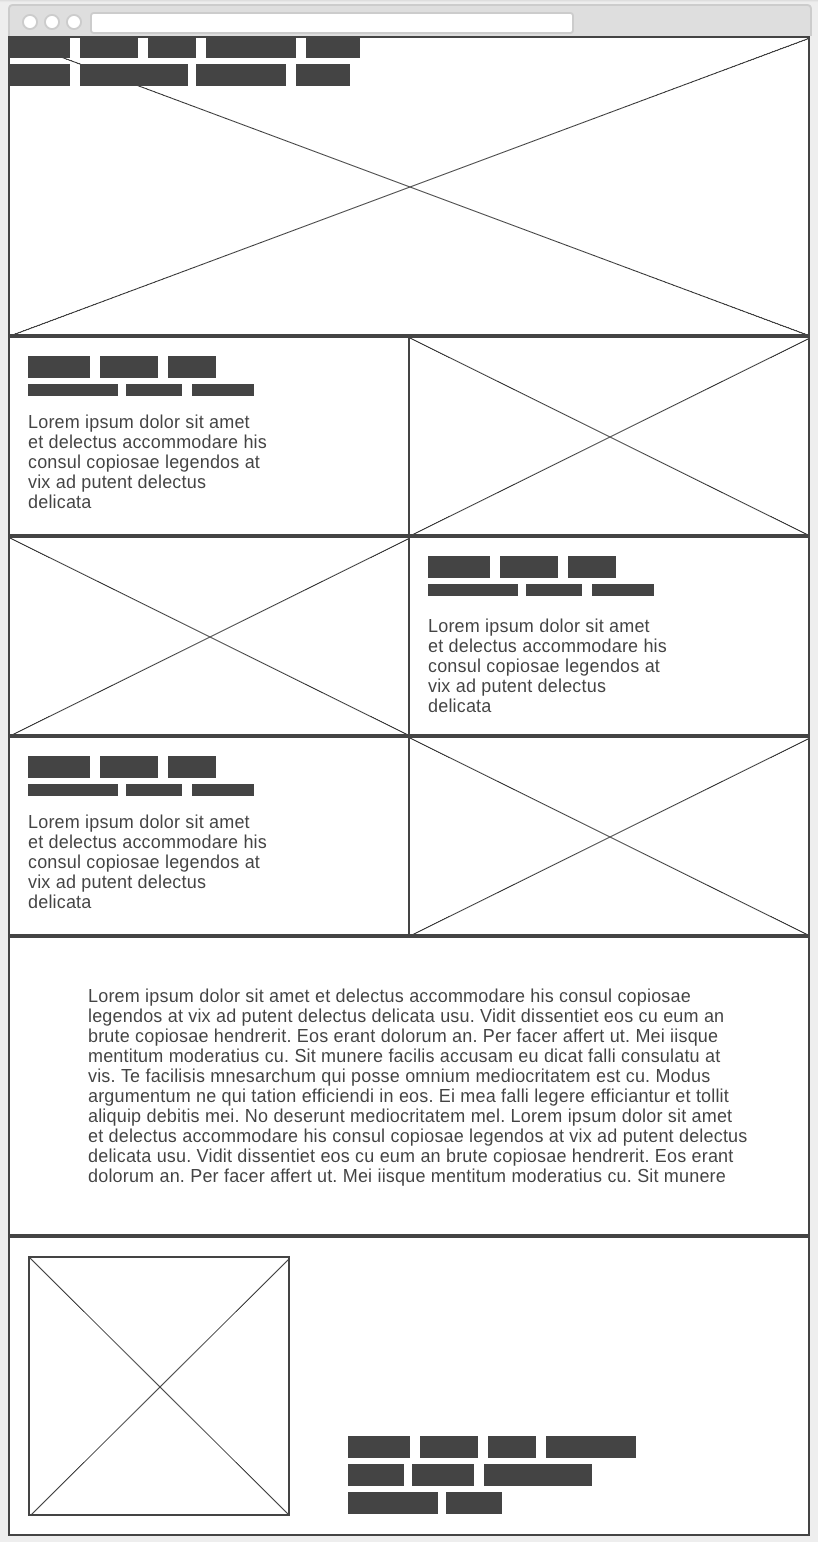 Lorem ipsum dolor sit amet
et delectus accommodare his
consul copiosae legendos at
vix ad putent delectus
delicata
Lorem ipsum dolor sit amet
et delectus accommodare his
consul copiosae legendos at
vix ad putent delectus
delicata
Lorem ipsum dolor sit amet
et delectus accommodare his
consul copiosae legendos at
vix ad putent delectus
delicata
Lorem ipsum dolor sit amet et delectus accommodare his consul copiosae
legendos at vix ad putent delectus delicata usu. Vidit dissentiet eos cu eum an
brute copiosae hendrerit. Eos erant dolorum an. Per facer affert ut. Mei iisque
mentitum moderatius cu. Sit munere facilis accusam eu dicat falli consulatu at
vis. Te facilisis mnesarchum qui posse omnium mediocritatem est cu. Modus
argumentum ne qui tation efficiendi in eos. Ei mea falli legere efficiantur et tollit
aliquip debitis mei. No deserunt mediocritatem mel. Lorem ipsum dolor sit amet
et delectus accommodare his consul copiosae legendos at vix ad putent delectus
delicata usu. Vidit dissentiet eos cu eum an brute copiosae hendrerit. Eos erant
dolorum an. Per facer affert ut. Mei iisque mentitum moderatius cu. Sit munere